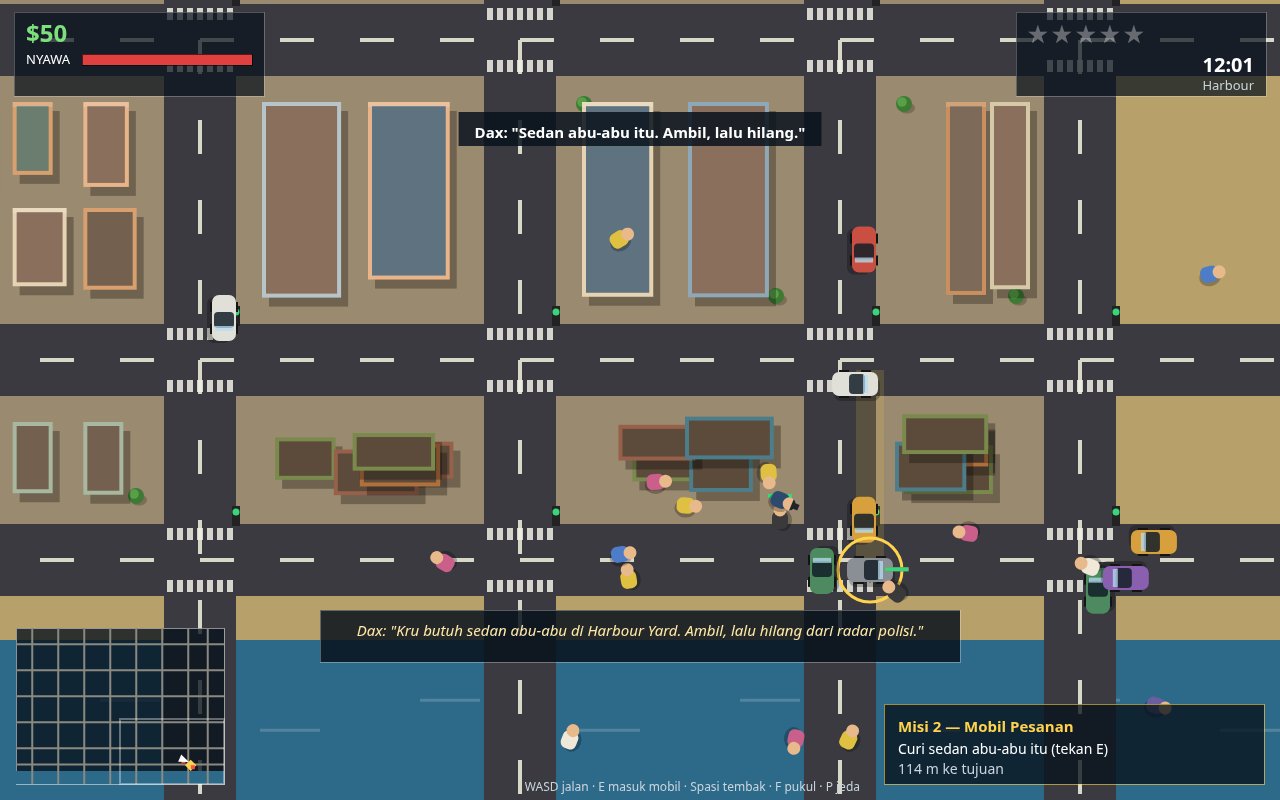 $50
NYAWA
★★★★★
12:01
Harbour
Dax: "Sedan abu-abu itu. Ambil, lalu hilang."
Dax: "Kru butuh sedan abu-abu di Harbour Yard. Ambil, lalu hilang dari radar polisi."
Misi 2 — Mobil Pesanan
Curi sedan abu-abu itu (tekan E)
114 m ke tujuan
WASD jalan · E masuk mobil · Spasi tembak · F pukul · P jeda